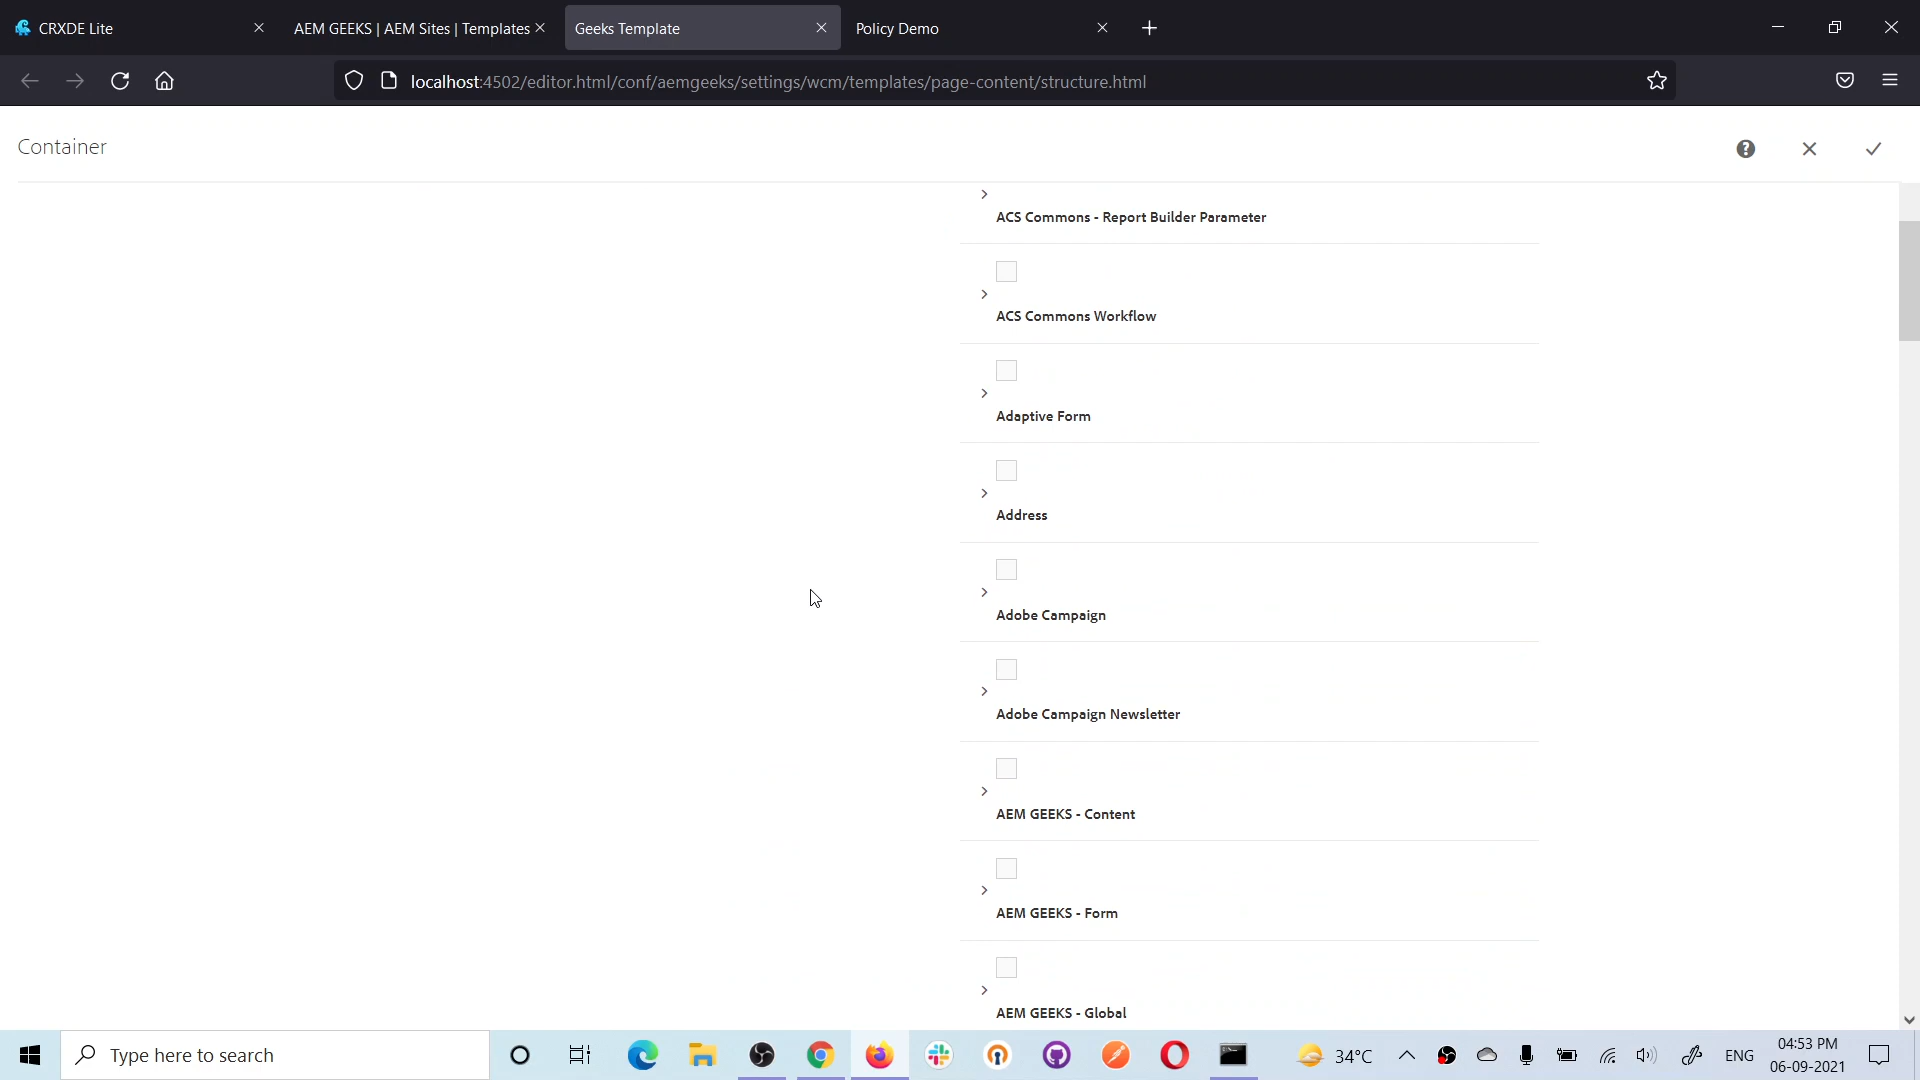 CRXDE Lite
AEM GEEKS | AEM Sites | Templates
Geeks Template
Policy Demo
localhost:4502/editor.html/conf/aemgeeks/settings/wcm/templates/page-content/structure.html
Container
ACS Commons - Report Builder Parameter
ACS Commons Workflow
Adaptive Form
Address
Adobe Campaign
Adobe Campaign Newsletter
AEM GEEKS - Content
AEM GEEKS - Form
AEM GEEKS - Global
Type here to search
34°C
ENG
04:53 PM
06-09-2021